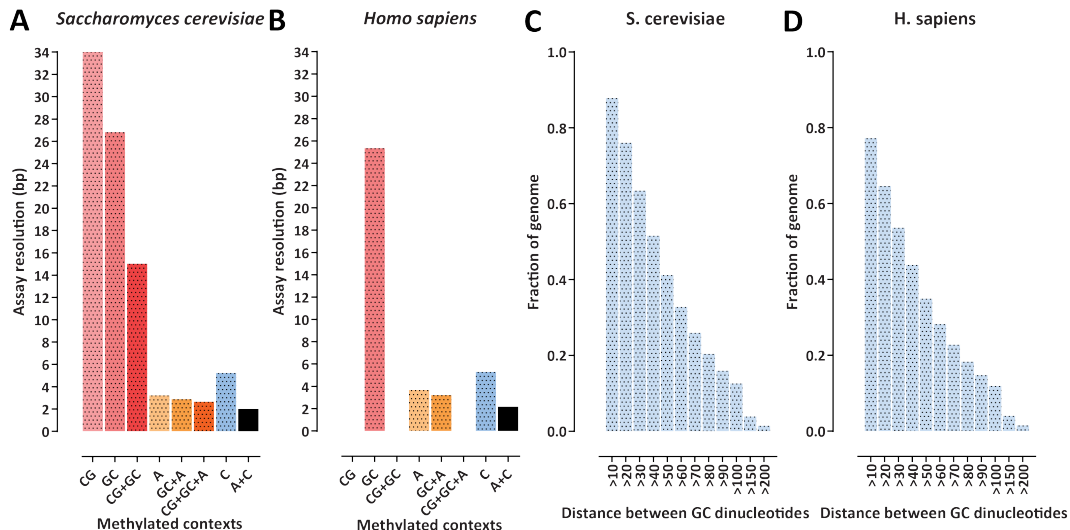 A
Saccharomyces cerevisiae
Assay resolution (bp)
34
32
30
28
26
24
22
20
18
16
14
12
10
8
6
4
2
0
CG
GC
CG+GC
A
GC+A
CG+GC+A
C
A+C
Methylated contexts
B
Homo sapiens
Assay resolution (bp)
34
32
30
28
26
24
22
20
18
16
14
12
10
8
6
4
2
0
CG
GC
CG+GC
A
GC+A
CG+GC+A
C
A+C
Methylated contexts
C
S. cerevisiae
Fraction of genome
1.0
0.8
0.6
0.4
0.2
0.0
>10
>20
>30
>40
>50
>60
>70
>80
>90
>100
>150
>200
Distance between GC dinucleotides
D
H. sapiens
Fraction of genome
1.0
0.8
0.6
0.4
0.2
0.0
>10
>20
>30
>40
>50
>60
>70
>80
>90
>100
>150
>200
Distance between GC dinucleotides